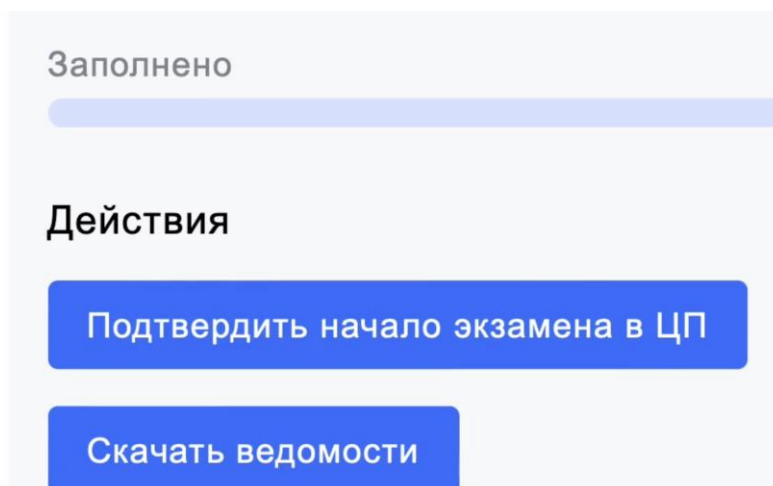 Заполнено
Действия
Подтвердить начало экзамена в ЦП
Скачать ведомости